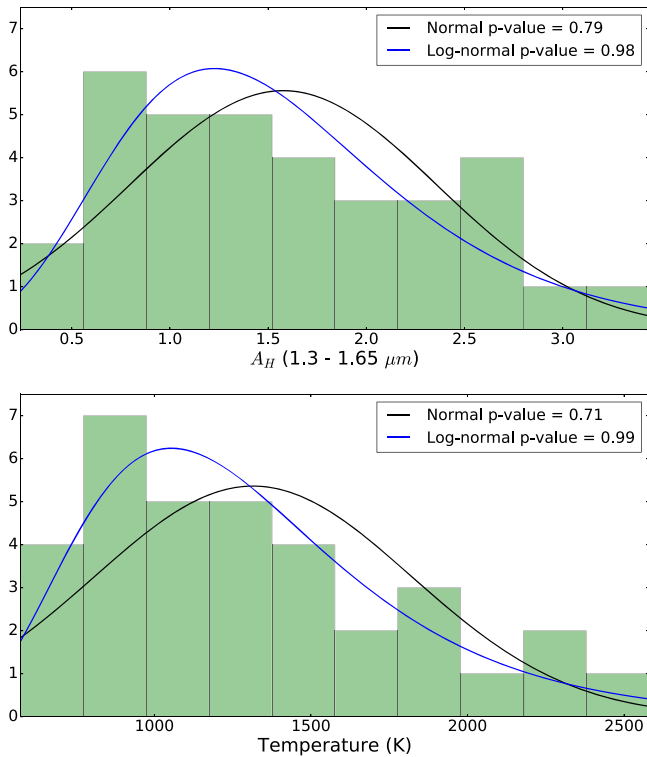 7
6
5
4
3
2
1
0
Normal p-value = 0.79
Log-normal p-value = 0.98
0.5 1.0 1.5 2.0 2.5 3.0
A_H (1.3 - 1.65 μm)
7
6
5
4
3
2
1
0
Normal p-value = 0.71
Log-normal p-value = 0.99
1000 1500 2000 2500
Temperature (K)